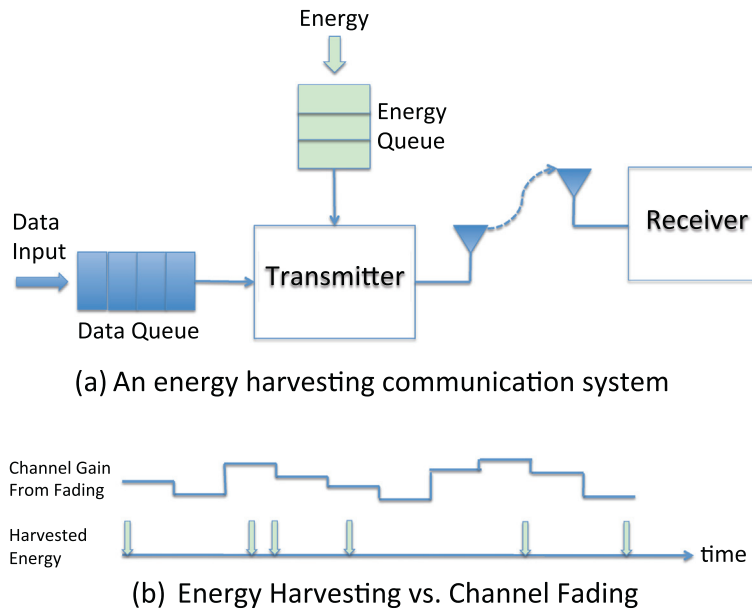 Energy
Energy
Queue
Data
Input
Transmitter
Receiver
Data Queue
(a) An energy harvesting communication system
Channel Gain
From Fading
Harvested
Energy
time
(b) Energy Harvesting vs. Channel Fading